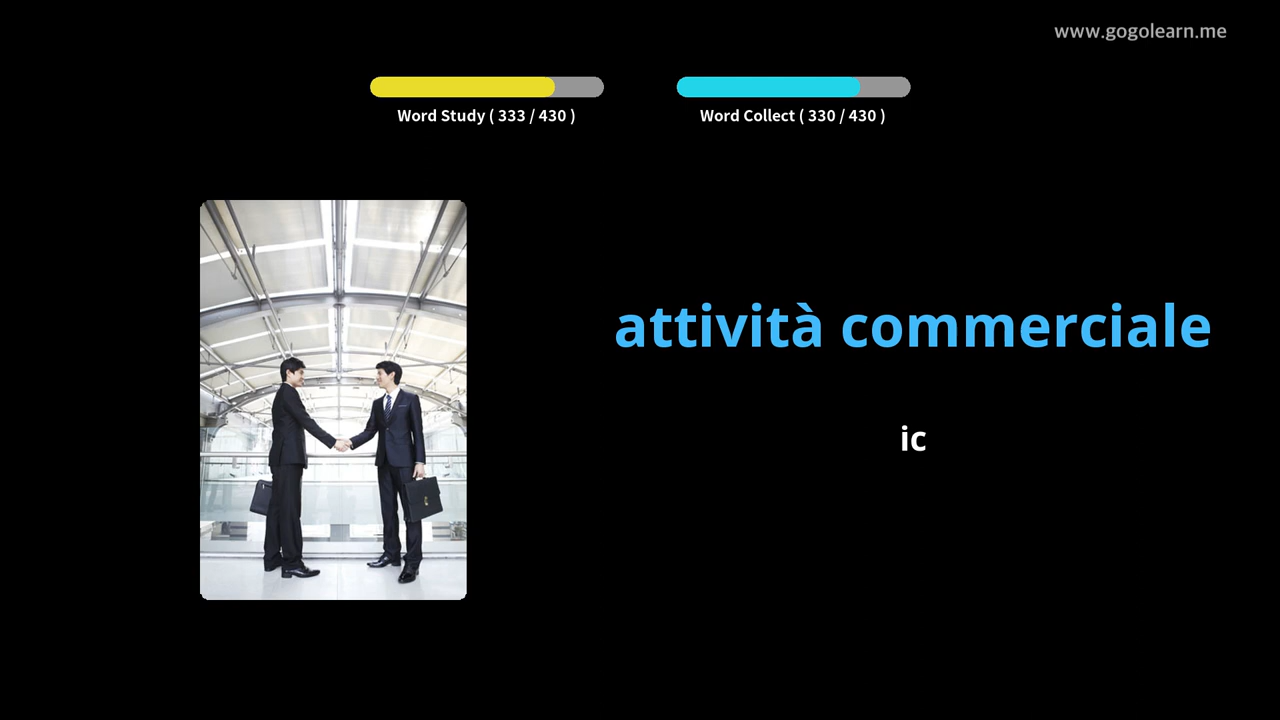 www.gogolearn.me
Word Study ( 333 / 430 )
Word Collect ( 330 / 430 )
attività commerciale
ic